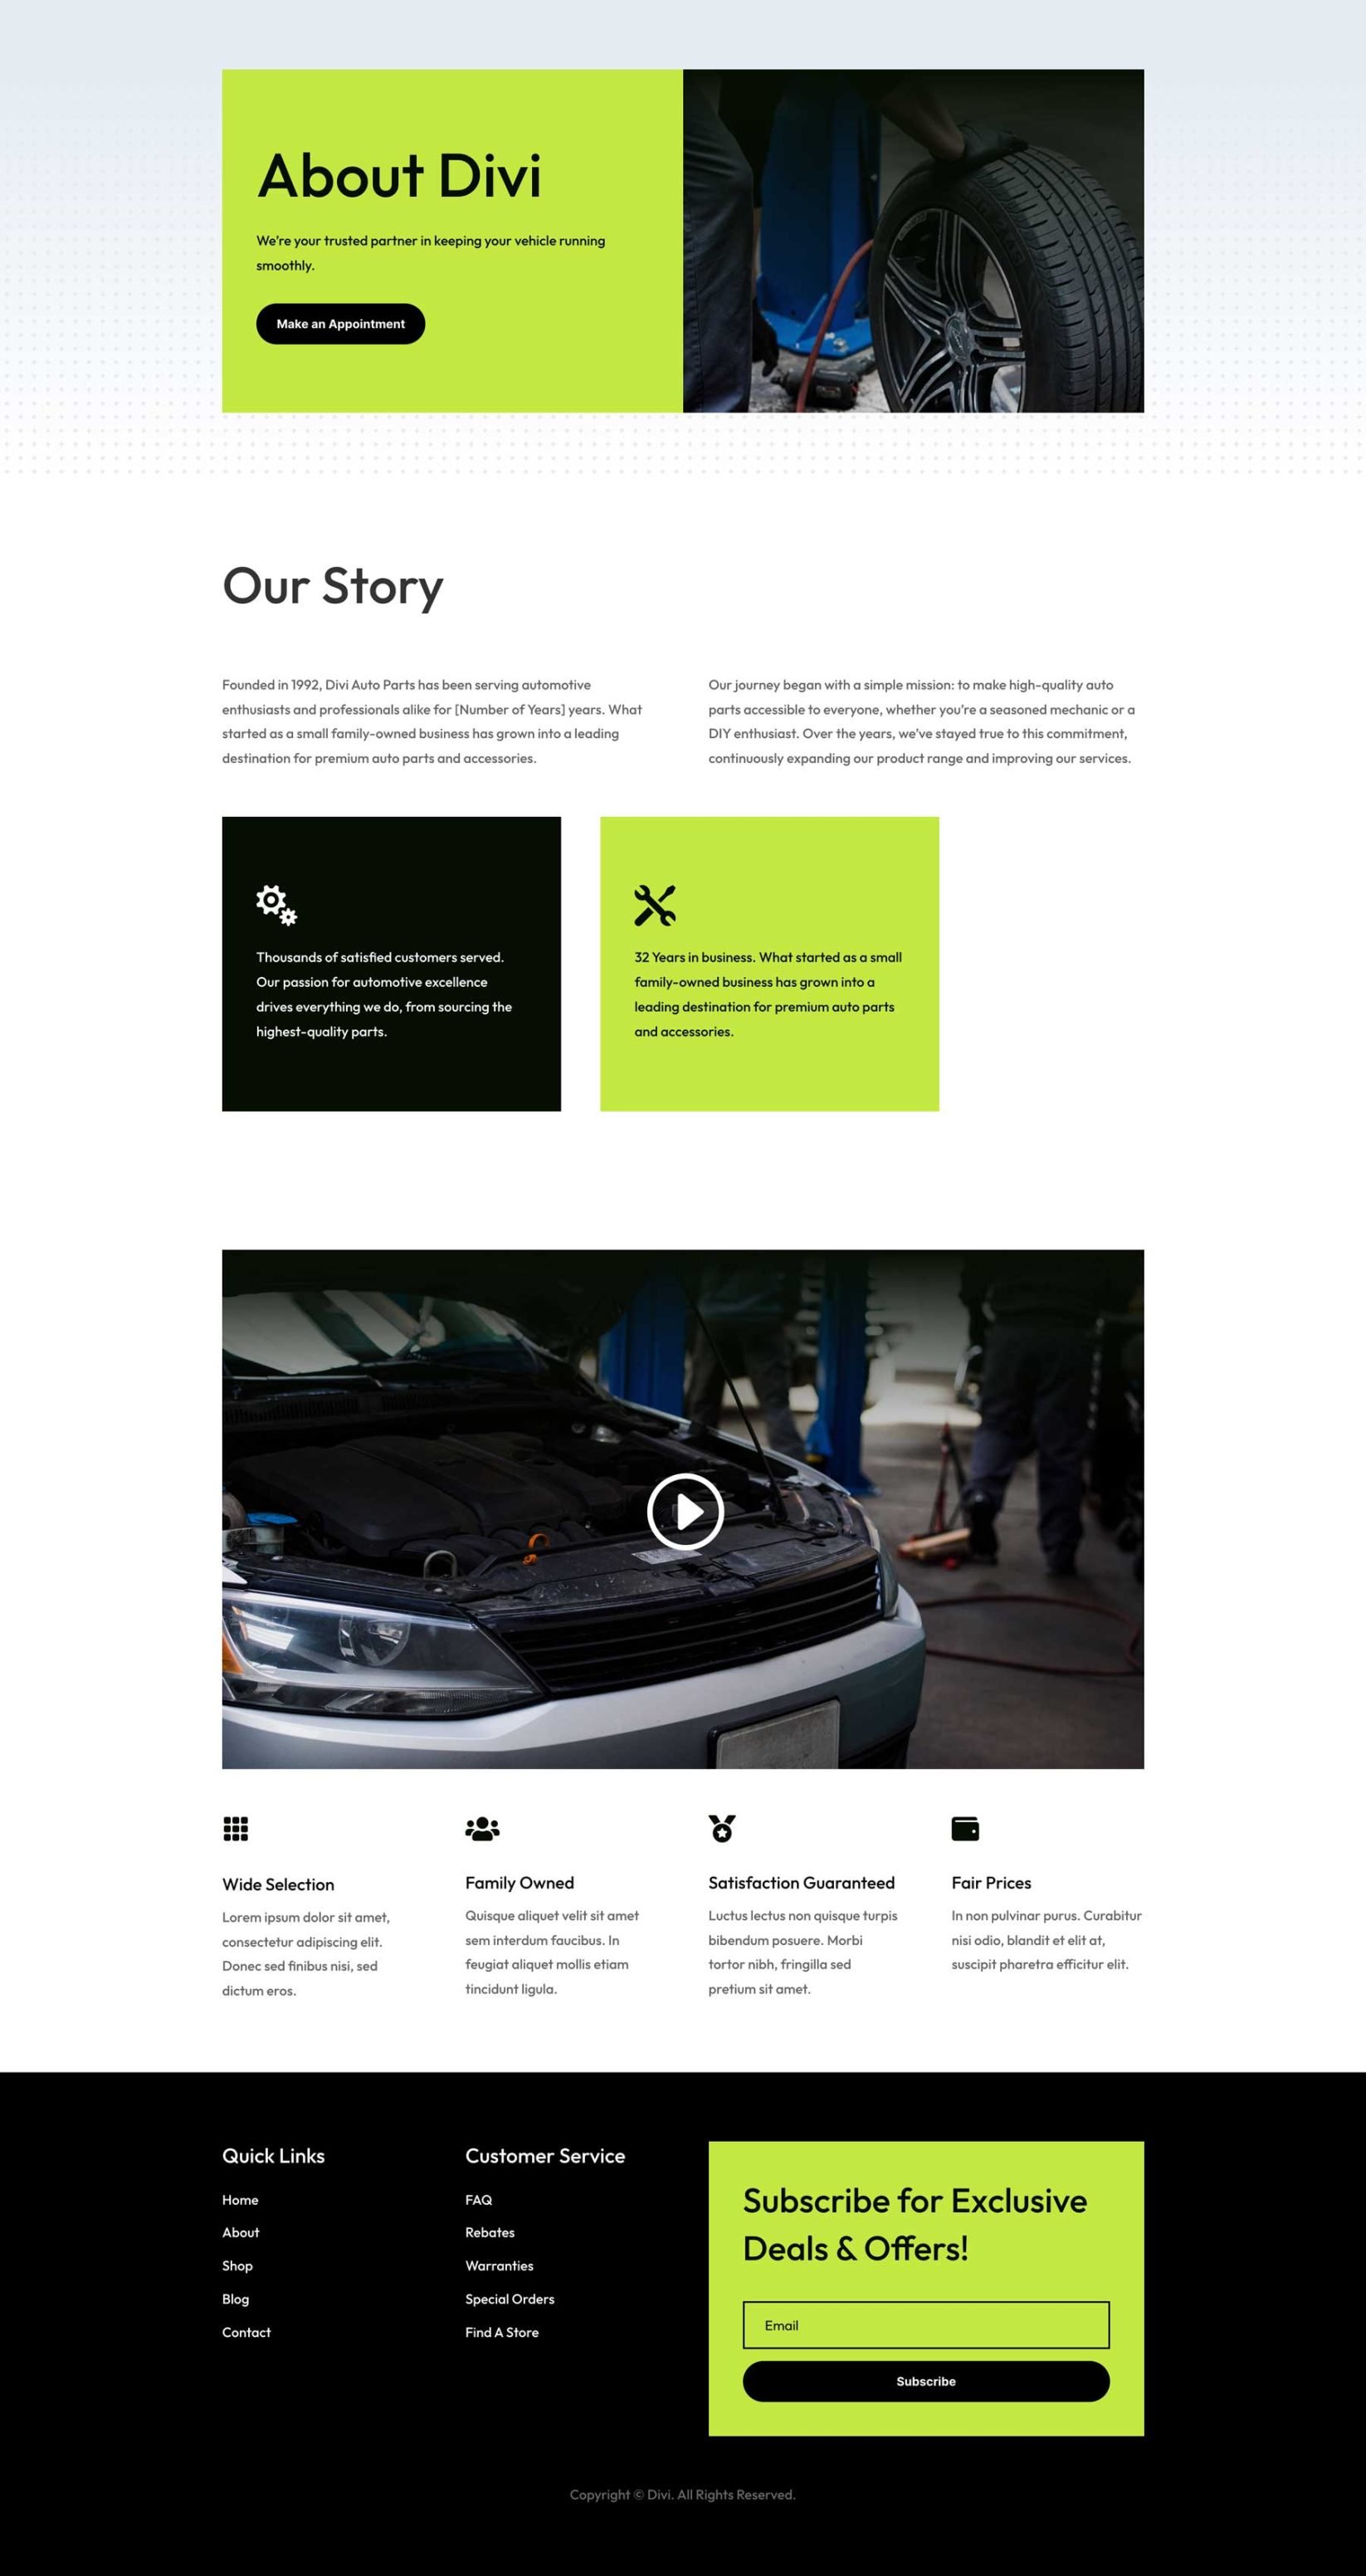 About Divi
We're your trusted partner in keeping your vehicle running
smoothly.
Make an Appointment
Our Story
Founded in 1992, Divi Auto Parts has been serving automotive
enthusiasts and professionals alike for [Number of Years] years. What
started as a small family-owned business has grown into a leading
destination for premium auto parts and accessories.
Our journey began with a simple mission: to make high-quality auto
parts accessible to everyone, whether you're a seasoned mechanic or a
DIY enthusiast. Over the years, we've stayed true to this commitment,
continuously expanding our product range and improving our services.
Thousands of satisfied customers served.
Our passion for automotive excellence
drives everything we do, from sourcing the
highest-quality parts.
32 Years in business. What started as a small
family-owned business has grown into a
leading destination for premium auto parts
and accessories.
Wide Selection
Lorem ipsum dolor sit amet,
consectetur adipiscing elit.
Donec sed finibus nisi, sed
dictum eros.
Family Owned
Quisque aliquet velit sit amet
sem interdum faucibus. In
feugiat aliquet mollis etiam
tincidunt ligula.
Satisfaction Guaranteed
Luctus lectus non quisque turpis
bibendum posuere. Morbi
tortor nibh, fringilla sed
pretium sit amet.
Fair Prices
In non pulvinar purus. Curabitur
nisi odio, blandit et elit at,
suscipit pharetra efficitur elit.
Quick Links
Home
About
Shop
Blog
Contact
Customer Service
FAQ
Rebates
Warranties
Special Orders
Find A Store
Subscribe for Exclusive
Deals & Offers!
Email
Subscribe
Copyright © Divi. All Rights Reserved.